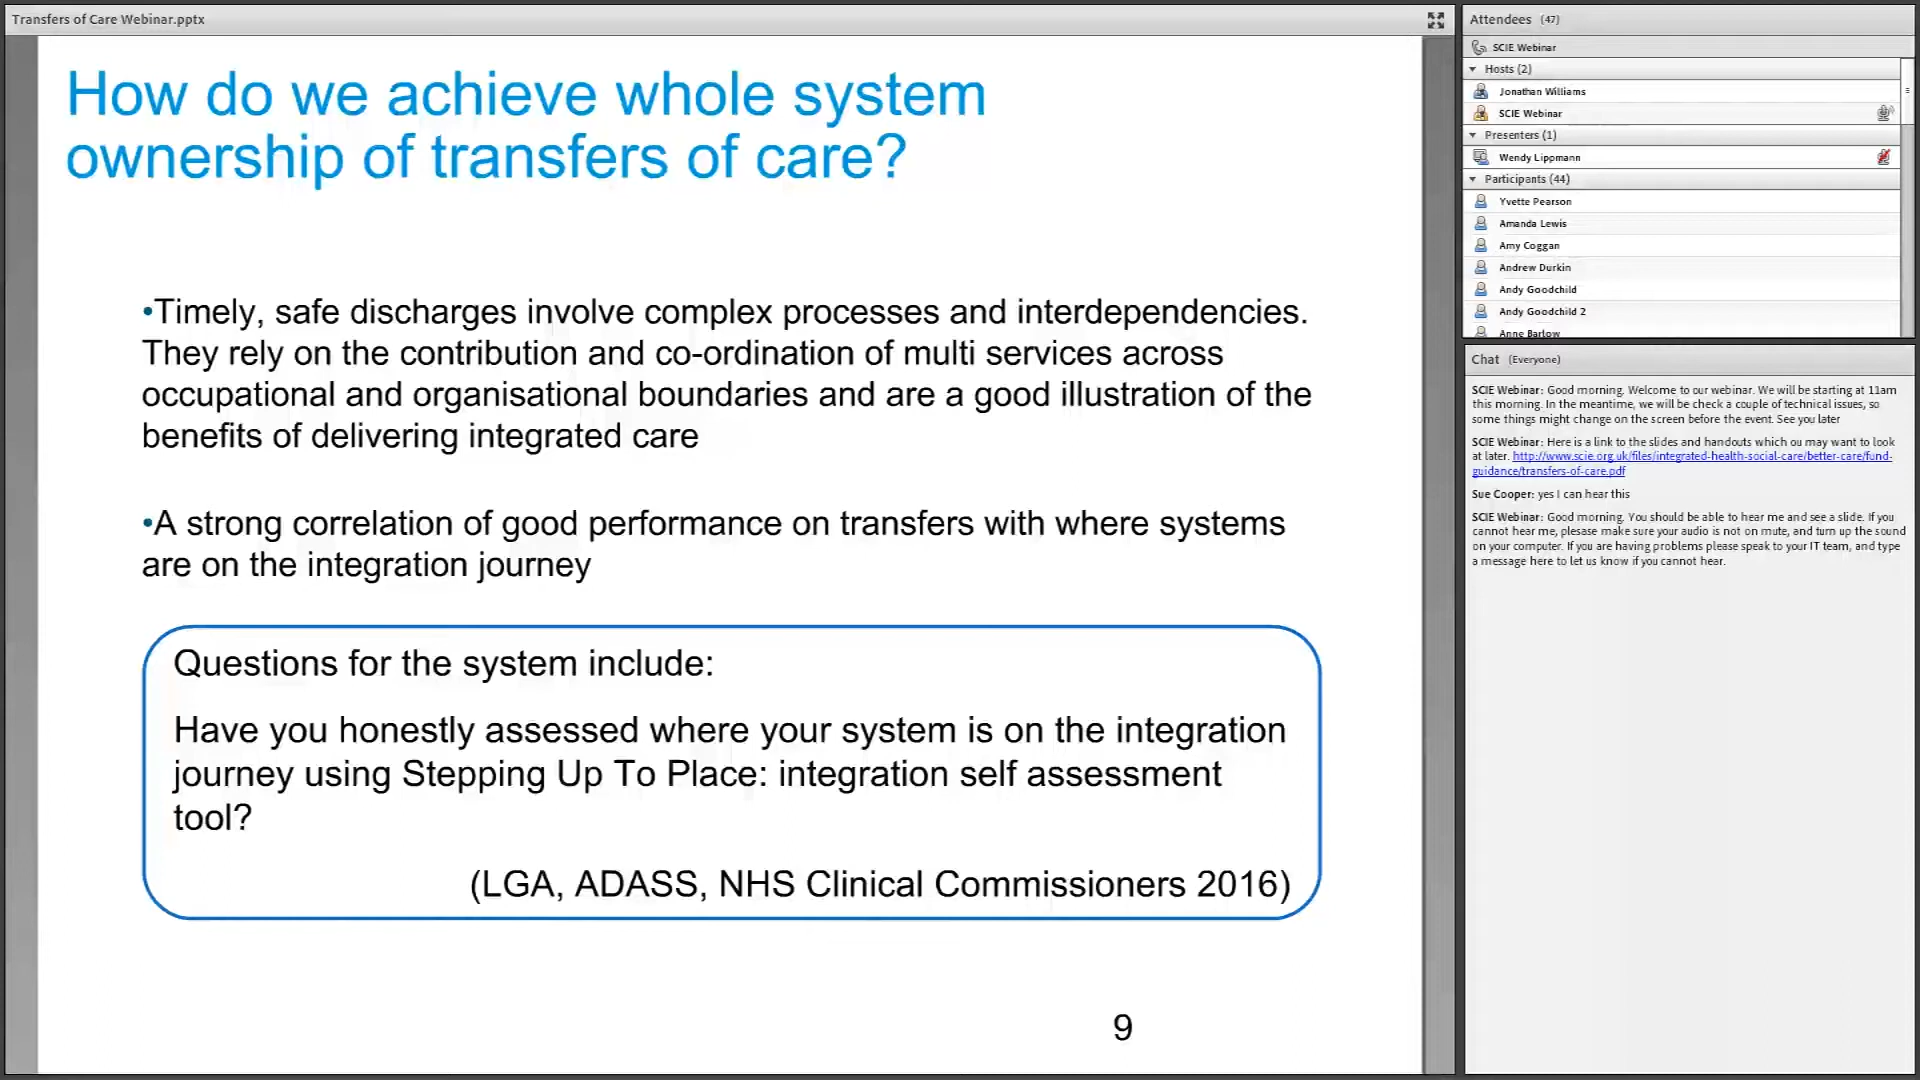 Transfers of Care Webinar.pptx
How do we achieve whole system
ownership of transfers of care?
•Timely, safe discharges involve complex processes and interdependencies.
They rely on the contribution and co-ordination of multi services across
occupational and organisational boundaries and are a good illustration of the
benefits of delivering integrated care
•A strong correlation of good performance on transfers with where systems
are on the integration journey
Questions for the system include:
Have you honestly assessed where your system is on the integration
journey using Stepping Up To Place: integration self assessment
tool?
(LGA, ADASS, NHS Clinical Commissioners 2016)
9
Attendees (47)
SCIE Webinar
Hosts (2)
Jonathan Williams
SCIE Webinar
Presenters (1)
Wendy Lippmann
Participants (44)
Yvette Pearson
Amanda Lewis
Amy Coggan
Andrew Durkin
Andy Goodchild
Andy Goodchild 2
Anne Barlow
Chat (Everyone)
SCIE Webinar: Good morning. Welcome to our webinar. We will be starting at 11am
this morning. In the meantime, we will be check a couple of technical issues, so
some things might change on the screen before the event. See you later
SCIE Webinar: Here is a link to the slides and handouts which ou may want to look
at later. http://www.scie.org.uk/files/integrated-health-social-care/better-care/fund-
guidance/transfers-of-care.pdf
Sue Cooper: yes I can hear this
SCIE Webinar: Good morning. You should be able to hear me and see a slide. If you
cannot hear me, please make sure your audio is not on mute, and turn up the sound
on your computer. If you are having problems please speak to your IT team, and type
a message here to let us know if you cannot hear.